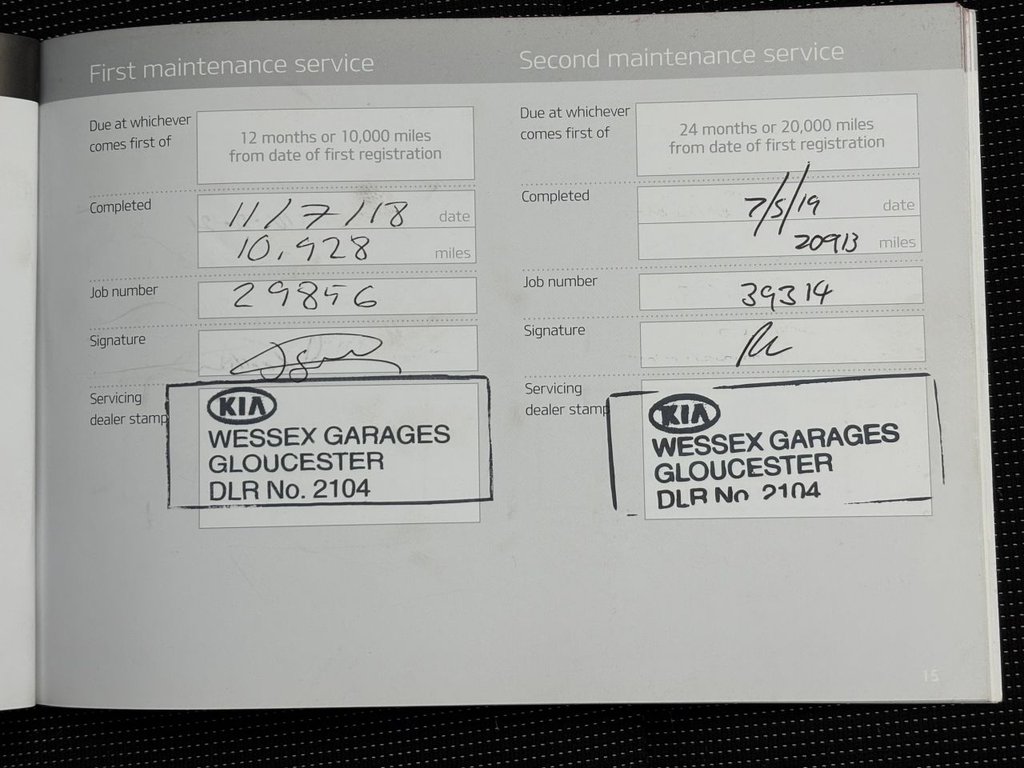 First maintenance service
Due at whichever
comes first of
12 months or 10,000 miles
from date of first registration
Completed
11/7/18 date
10,928 miles
Job number
29856
Signature
Servicing
dealer stamp
KIA
WESSEX GARAGES
GLOUCESTER
DLR No. 2104
Second maintenance service
Due at whichever
comes first of
24 months or 20,000 miles
from date of first registration
Completed
7/5/19 date
20913 miles
Job number
39314
Signature
Servicing
dealer stamp
KIA
WESSEX GARAGES
GLOUCESTER
DLR No 2104
15